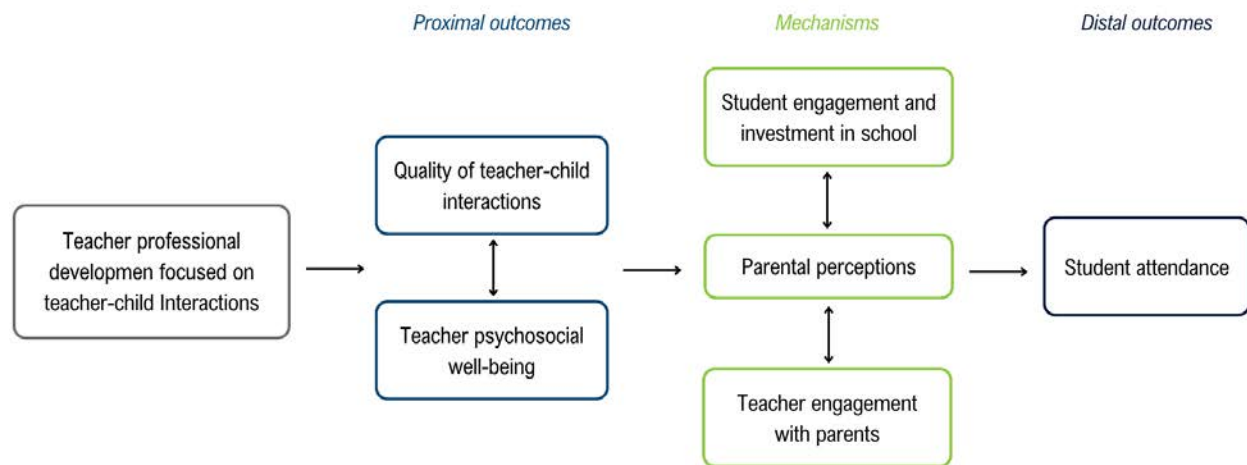 Proximal outcomes
Mechanisms
Distal outcomes
Teacher professional
developmen focused on
teacher-child Interactions
Quality of teacher-child
interactions
Teacher psychosocial
well-being
Student engagement and
investment in school
Parental perceptions
Teacher engagement
with parents
Student attendance